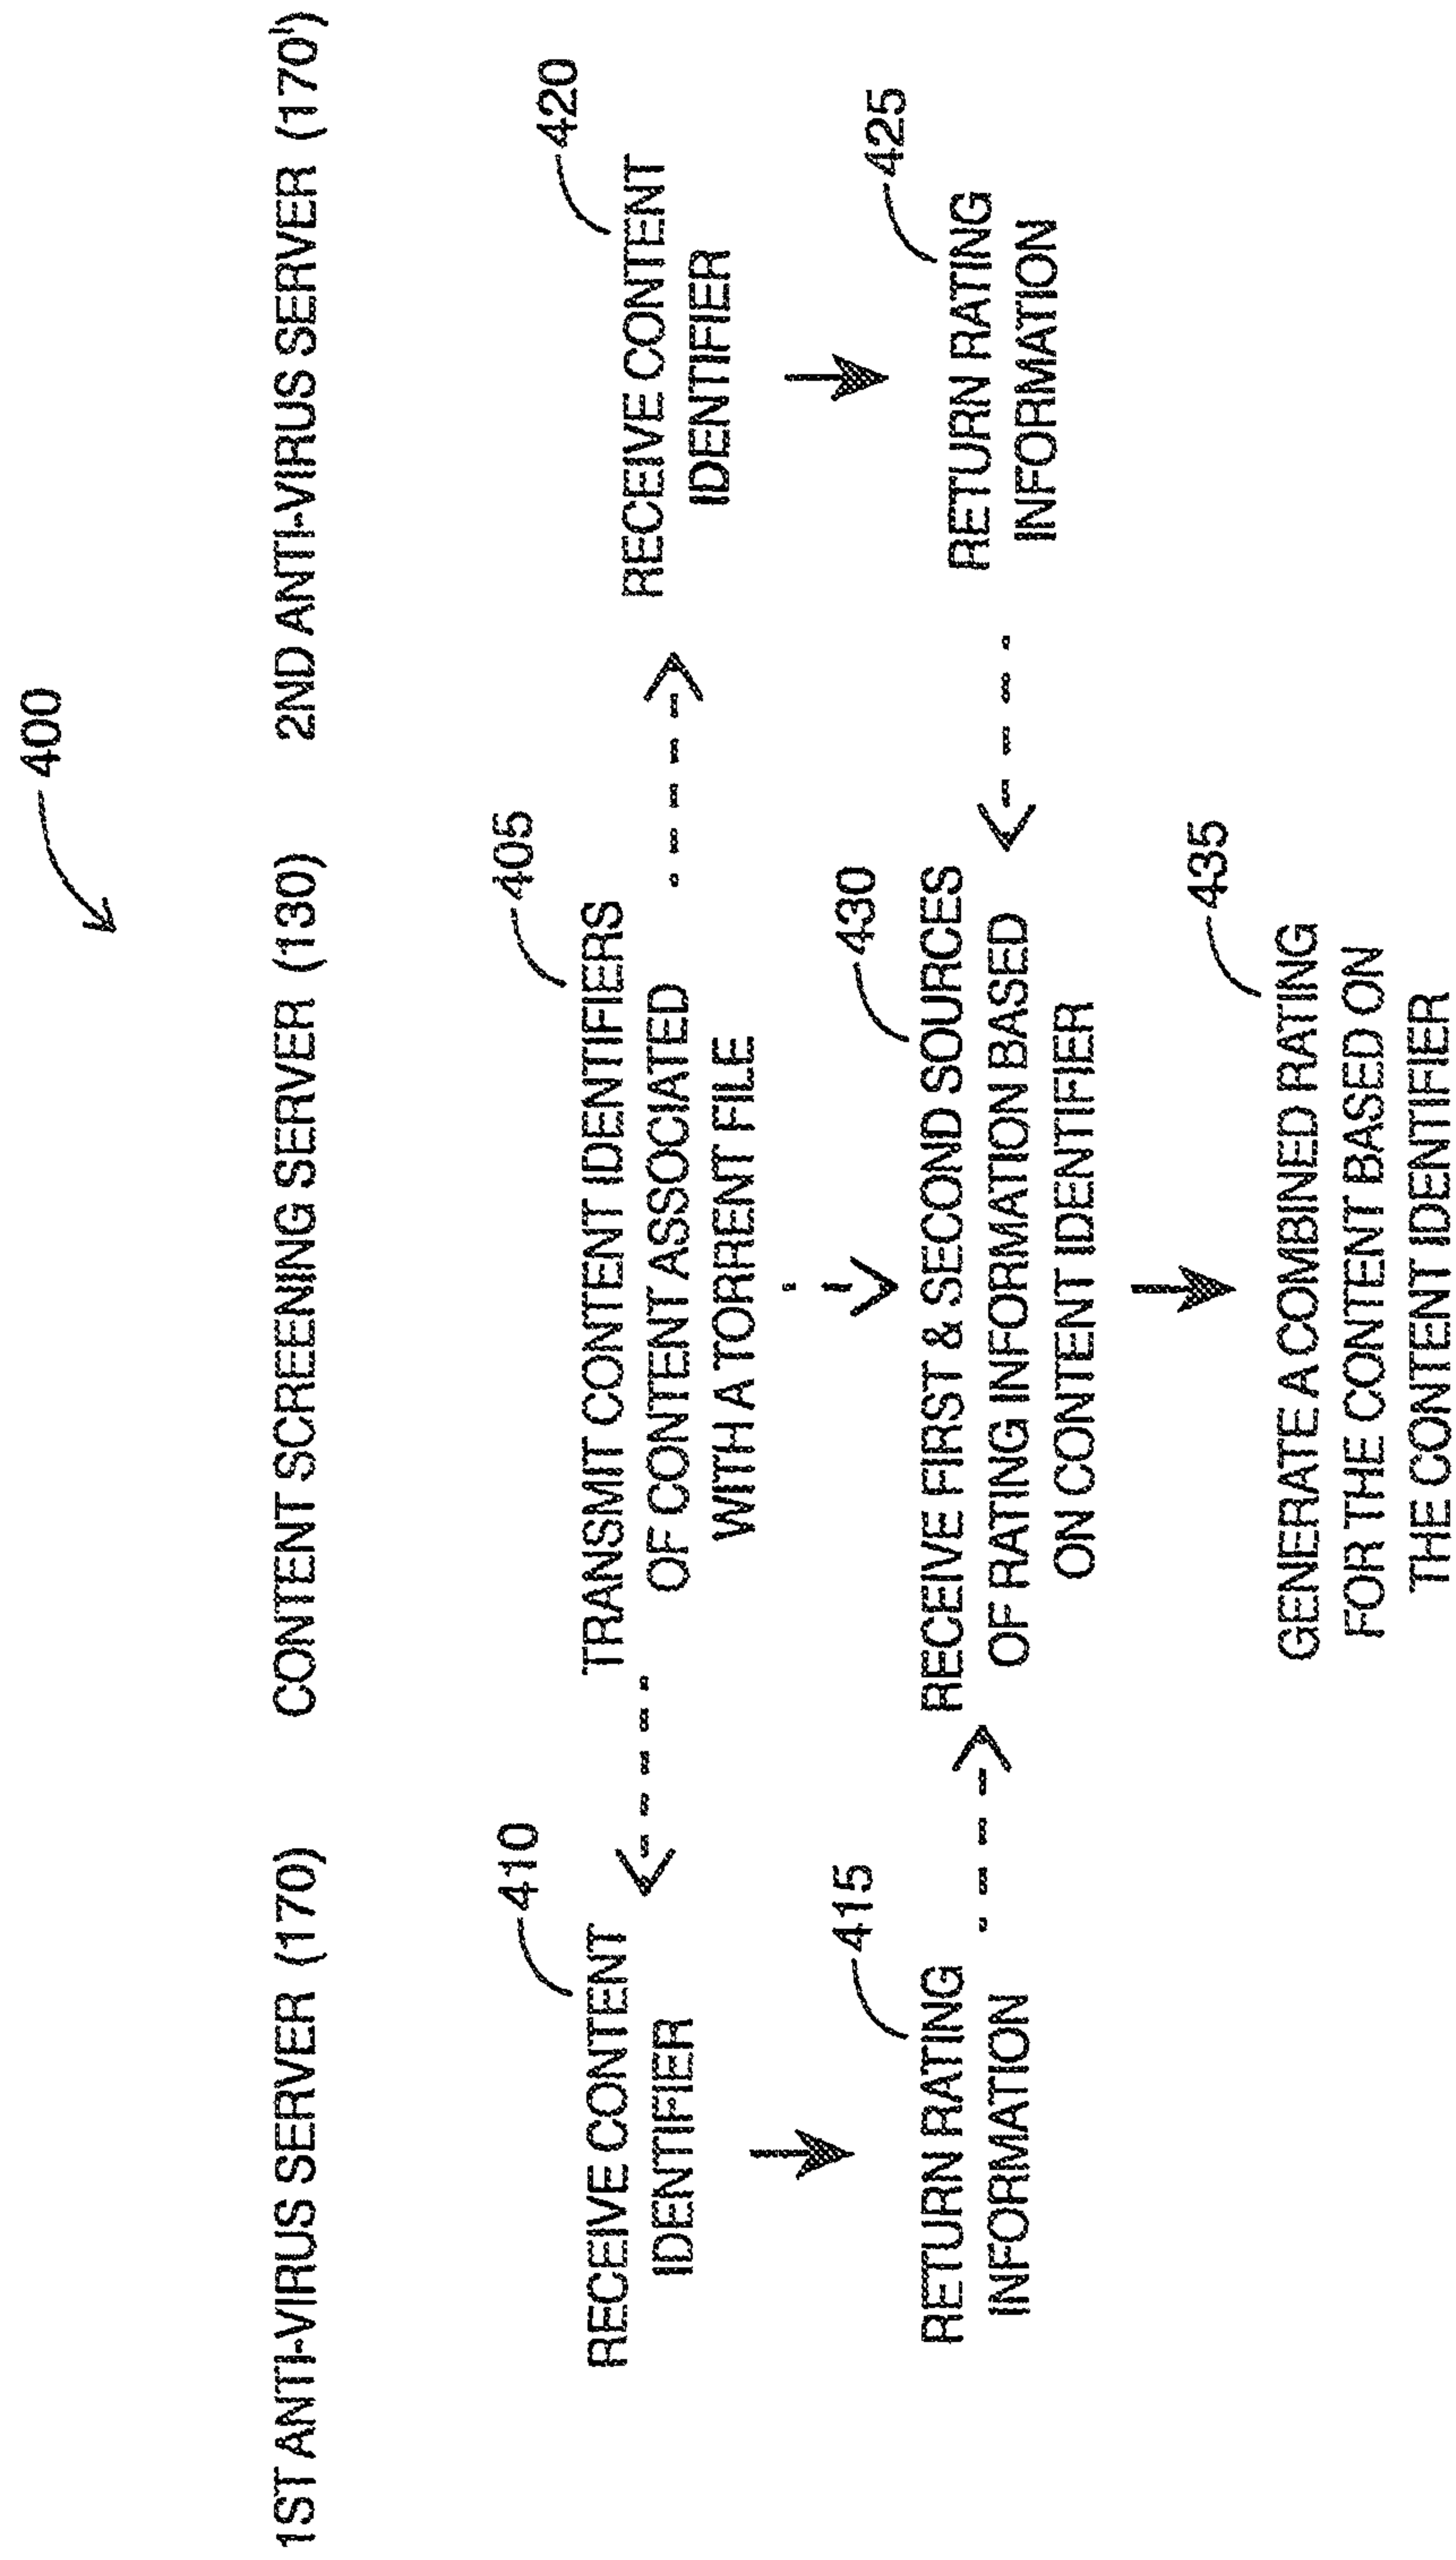 400
1ST ANTI-VIRUS SERVER (170)
CONTENT SCREENING SERVER (130)
2ND ANTI-VIRUS SERVER (170')
405
TRANSMIT CONTENT IDENTIFIERS
OF CONTENT ASSOCIATED
WITH A TORRENT FILE
410
RECEIVE CONTENT
IDENTIFIER
420
RECEIVE CONTENT
IDENTIFIER
415
RETURN RATING
INFORMATION
425
RETURN RATING
INFORMATION
430
RECEIVE FIRST & SECOND SOURCES
OF RATING INFORMATION BASED
ON CONTENT IDENTIFIER
435
GENERATE A COMBINED RATING
FOR THE CONTENT BASED ON
THE CONTENT IDENTIFIER